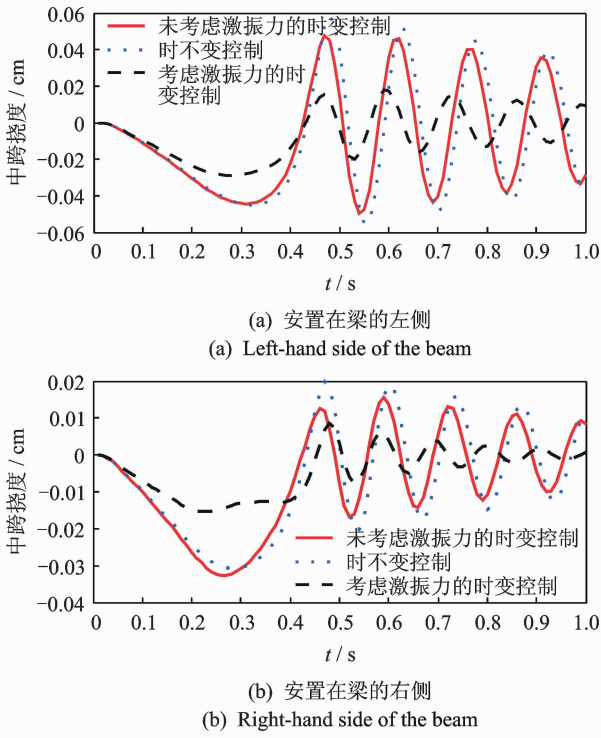 0.06
0.04
0.02
0
−0.02
−0.04
−0.06
中跨挠度 / cm
未考虑激振力的时变控制
时不变控制
考虑激振力的时
变控制
0 0.1 0.2 0.3 0.4 0.5 0.6 0.7 0.8 0.9 1.0
t / s
(a) 安置在梁的左侧
(a) Left-hand side of the beam
0.02
0.01
0
−0.01
−0.02
−0.03
−0.04
中跨挠度 / cm
未考虑激振力的时变控制
时不变控制
考虑激振力的时变控制
0 0.1 0.2 0.3 0.4 0.5 0.6 0.7 0.8 0.9 1.0
t / s
(b) 安置在梁的右侧
(b) Right-hand side of the beam